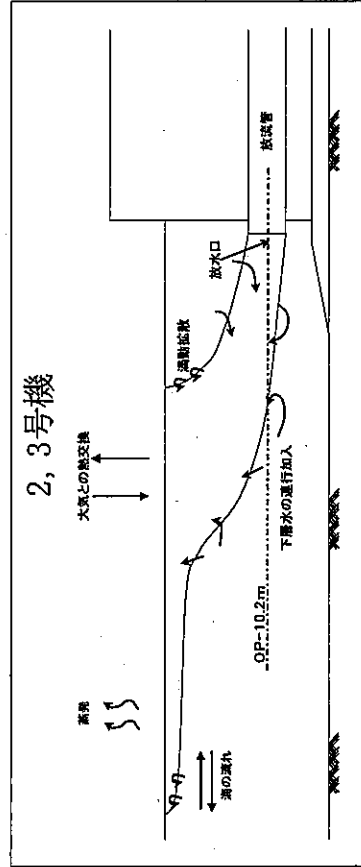 2,3号機
蒸発
大気との熱交換
渦動拡散
放水口
放流管
海の流れ
OP-10.2m
下層水の連行加入